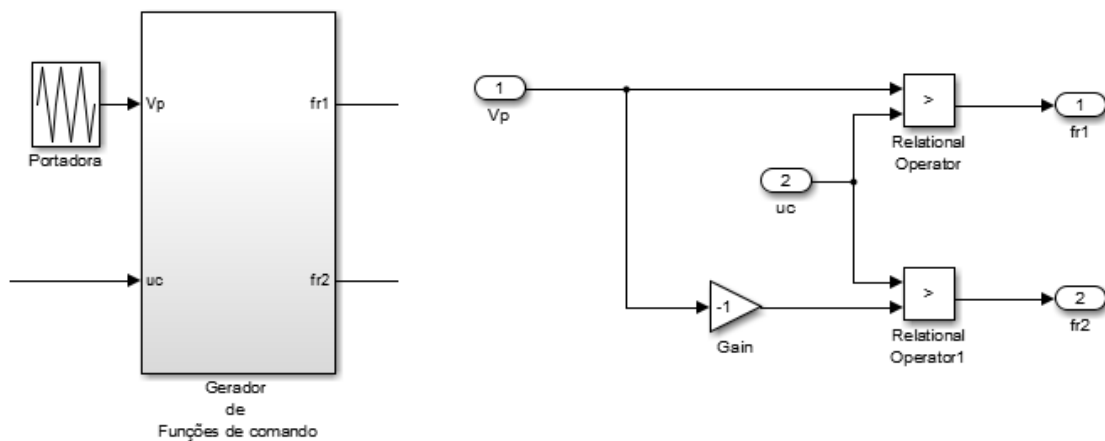 Portadora
Vp
fr1
uc
fr2
Gerador
de
Funções de comando
1
Vp
>
Relational
Operator
1
fr1
2
uc
-1
Gain
>
Relational
Operator1
2
fr2